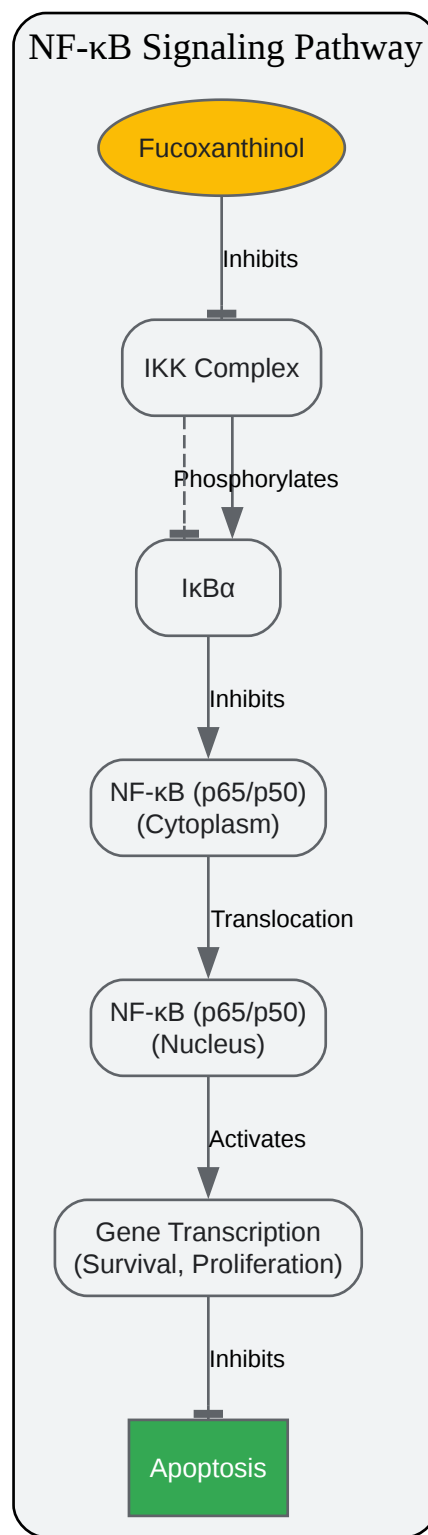 NF-κB Signaling Pathway
Fucoxanthinol
Inhibits
IKK Complex
Phosphorylates
IκBα
Inhibits
NF-κB (p65/p50)
(Cytoplasm)
Translocation
NF-κB (p65/p50)
(Nucleus)
Activates
Gene Transcription
(Survival, Proliferation)
Inhibits
Apoptosis